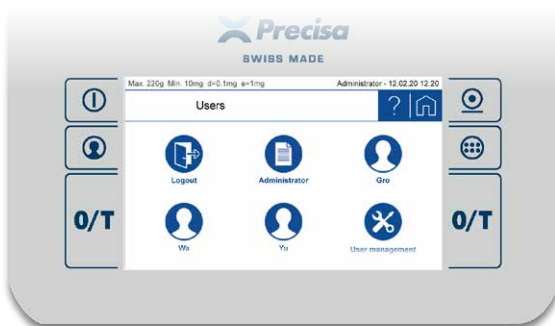 Precisa
SWISS MADE
Max. 220g Min. 10mg d=0.1mg e=1mg Administrator - 12.02.20 12:20
Users ?
Logout Administrator Gro
0/T 0/T
Wa Yu User management